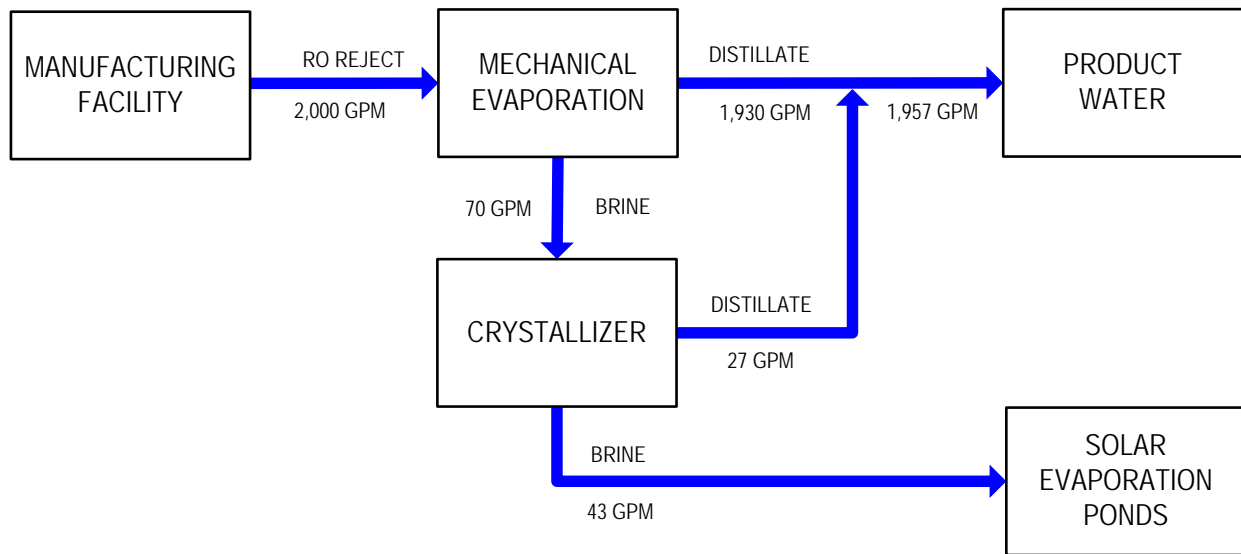 MANUFACTURING
FACILITY
RO REJECT
2,000 GPM
MECHANICAL
EVAPORATION
DISTILLATE
1,930 GPM
1,957 GPM
PRODUCT
WATER
70 GPM
BRINE
CRYSTALLIZER
DISTILLATE
27 GPM
BRINE
43 GPM
SOLAR
EVAPORATION
PONDS